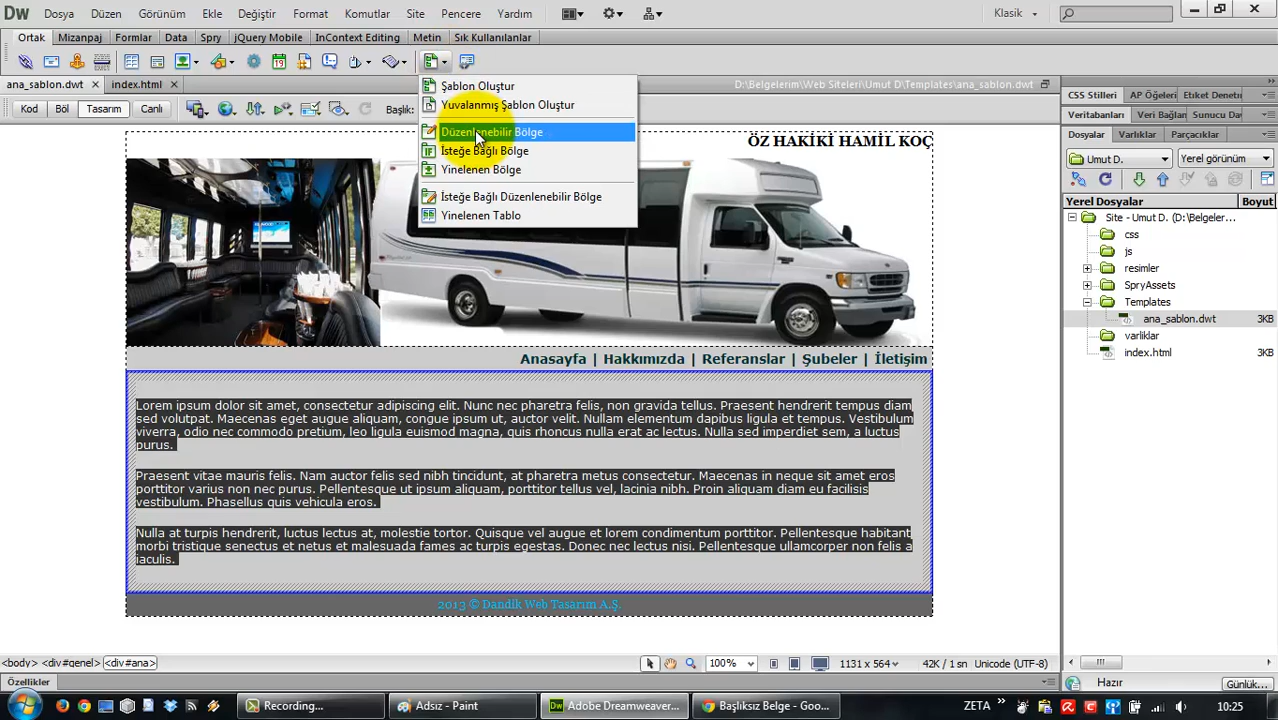 Dw Dosya Düzen Görünüm Ekle Değiştir Format Komutlar Site Pencere Yardım Klasik
Ortak Mizanpaj Formlar Data Spry jQuery Mobile InContext Editing Metin Sık Kullanılanlar
ana_sablon.dwt × index.html × D:\Belgelerim\Web Siteleri\Umut D\Templates\ana_sablon.dwt
Kod Böl Tasarım Canlı Başlık:
Şablon Oluştur
Yuvalanmış Şablon Oluştur
Düzenlenebilir Bölge
İsteğe Bağlı Bölge
Yinelenen Bölge
İsteğe Bağlı Düzenlenebilir Bölge
Yinelenen Tablo
ÖZ HAKİKİ HAMİL KOÇ
Anasayfa | Hakkımızda | Referanslar | Şubeler | İletişim
Lorem ipsum dolor sit amet, consectetur adipiscing elit. Nunc nec pharetra felis, non gravida tellus. Praesent hendrerit tempus diam
sed volutpat. Maecenas eget augue aliquam, congue ipsum ut, auctor velit. Nullam elementum dapibus ligula et tempus. Vestibulum
viverra, odio nec commodo pretium, leo ligula euismod magna, quis rhoncus nulla erat ac lectus. Nulla sed imperdiet sem, a luctus
purus.
Praesent vitae mauris felis. Nam auctor felis sed nibh tincidunt, at pharetra metus consectetur. Maecenas in neque sit amet eros
porttitor varius non nec purus. Pellentesque ut ipsum aliquam, porttitor tellus vel, lacinia nibh. Proin aliquam diam eu facilisis
vestibulum. Phasellus quis vehicula eros.
Nulla at turpis hendrerit, luctus lectus at, molestie tortor. Quisque vel augue et lorem condimentum porttitor. Pellentesque habitant
morbi tristique senectus et netus et malesuada fames ac turpis egestas. Donec nec lectus nisi. Pellentesque ullamcorper non felis a
iaculis.
2013 © Dandik Web Tasarım A.Ş.
CSS Stilleri AP Öğeleri Etiket Denetim
Veritabanları Veri Bağlan Sunucu Dav
Dosyalar Varlıklar Parçacıklar
Umut D. Yerel görünüm
Yerel Dosyalar Boyut
Site - Umut D. (D:\Belgeler...
css
js
resimler
SpryAssets
Templates
ana_sablon.dwt 3KB
varliklar
index.html 3KB
<body> <div#genel> <div#ana> 100% 1131 x 564 42K / 1 sn Unicode (UTF-8)
Özellikler
Hazır Günlük...
Recording... Adsız - Paint Adobe Dreamweaver... Başlıksız Belge - Goo... ZETA 10:25